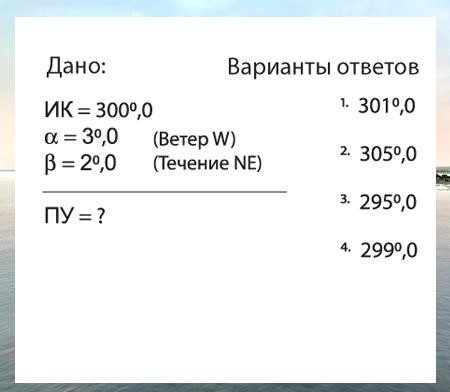 Дано:
Варианты ответов
ИК = 300⁰,0
α = 3⁰,0 (Ветер W)
β = 2⁰,0 (Течение NE)
ПУ = ?
1. 301⁰,0
2. 305⁰,0
3. 295⁰,0
4. 299⁰,0